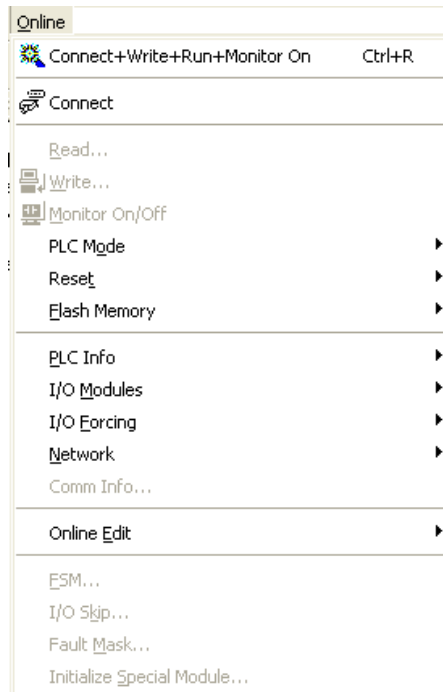 Online
Connect+Write+Run+Monitor On Ctrl+R
Connect
Read...
Write...
Monitor On/Off
PLC Mode
Reset
Flash Memory
PLC Info
I/O Modules
I/O Forcing
Network
Comm Info...
Online Edit
FSM...
I/O Skip...
Fault Mask...
Initialize Special Module...